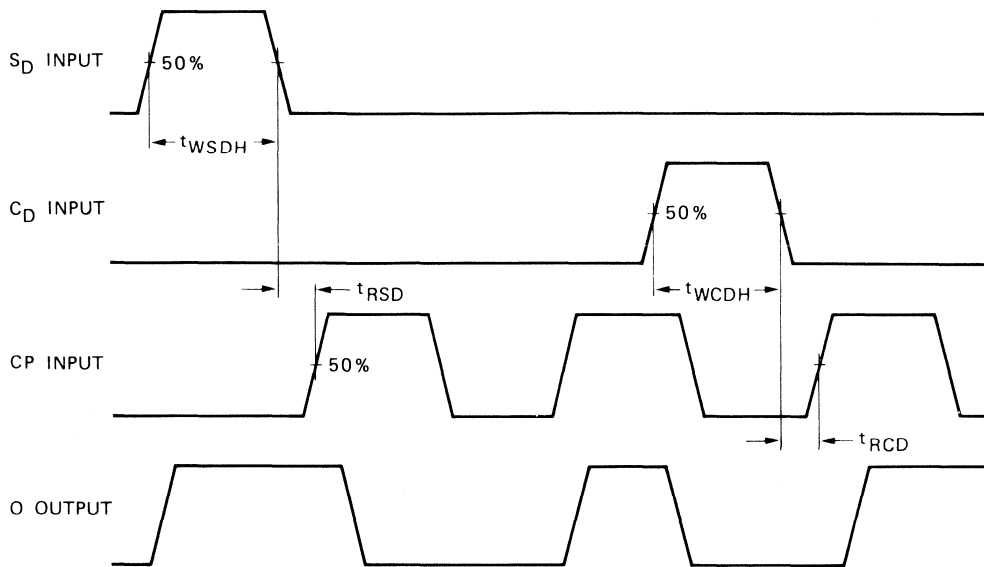 SD INPUT
50%
tWSDH
CD INPUT
50%
tRSD
tWCDH
CP INPUT
50%
tRCD
O OUTPUT